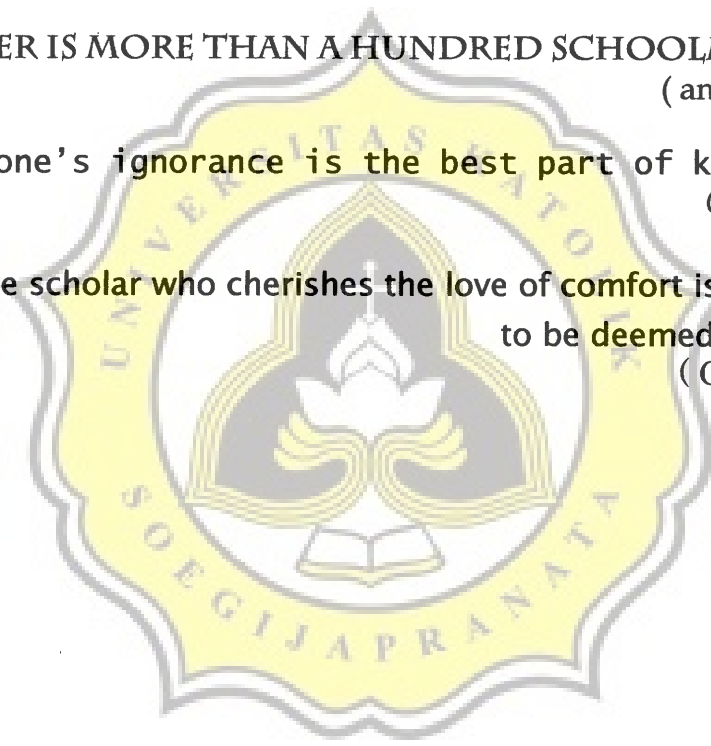 ER IS MORE THAN A HUNDRED SCHOOL
( an
one's ignorance is the best part of k
(
e scholar who cherishes the love of comfort is
to be deemed
(
UNIVERSITAS KATOLIK
SOEGIJAPRANATA